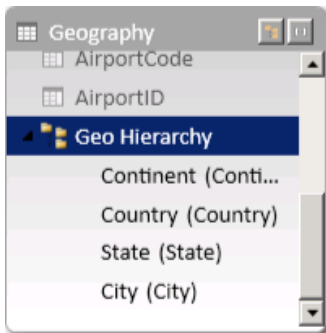 Geography
AirportCode
AirportID
Geo Hierarchy
Continent (Conti...
Country (Country)
State (State)
City (City)